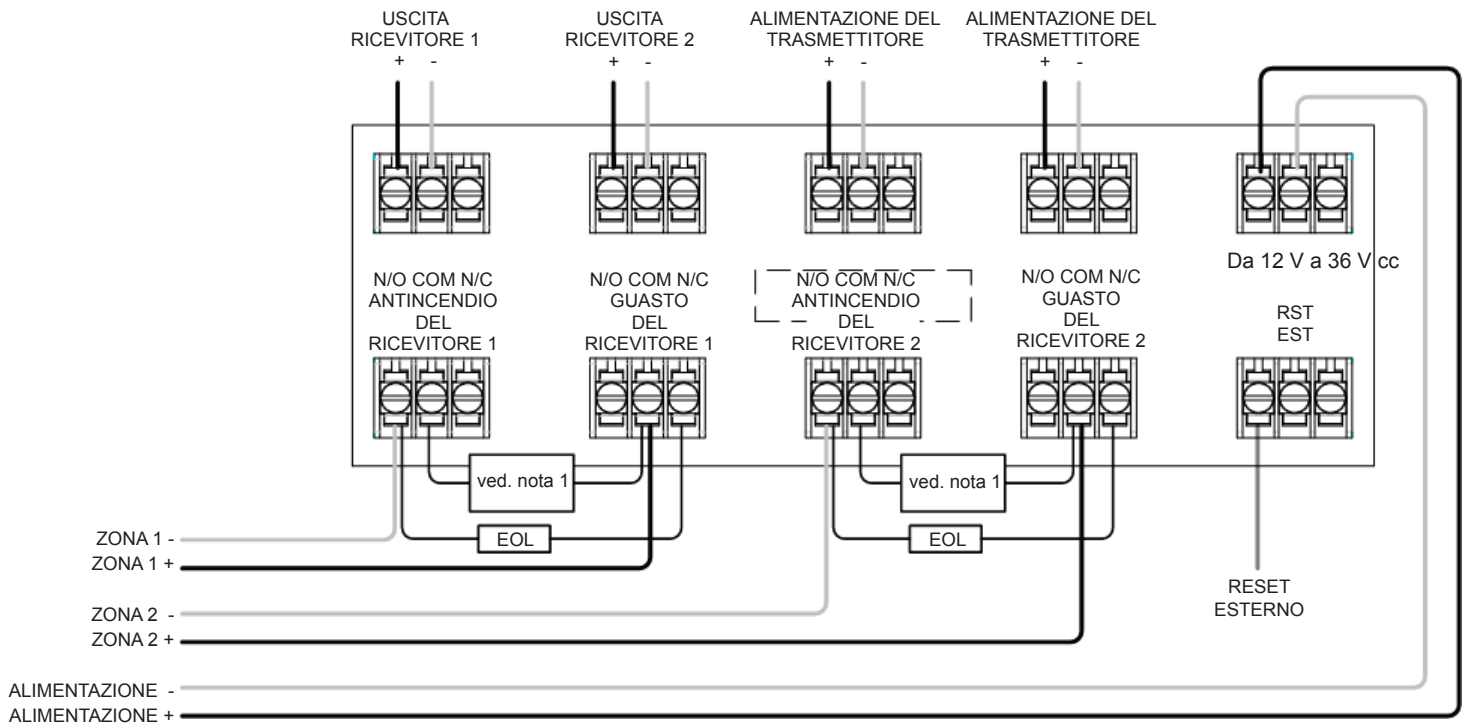 USCITA
RICEVITORE 1
+ -
USCITA
RICEVITORE 2
+ -
ALIMENTAZIONE DEL
TRASMETTITORE
+ -
ALIMENTAZIONE DEL
TRASMETTITORE
+ -
Da 12 V a 36 V cc
N/O COM N/C
ANTINCENDIO
DEL
RICEVITORE 1
N/O COM N/C
GUASTO
DEL
RICEVITORE 1
N/O COM N/C
ANTINCENDIO
DEL
RICEVITORE 2
N/O COM N/C
GUASTO
DEL
RICEVITORE 2
RST
EST
ved. nota 1
ved. nota 1
EOL
EOL
ZONA 1 -
ZONA 1 +
ZONA 2 -
ZONA 2 +
RESET
ESTERNO
ALIMENTAZIONE -
ALIMENTAZIONE +